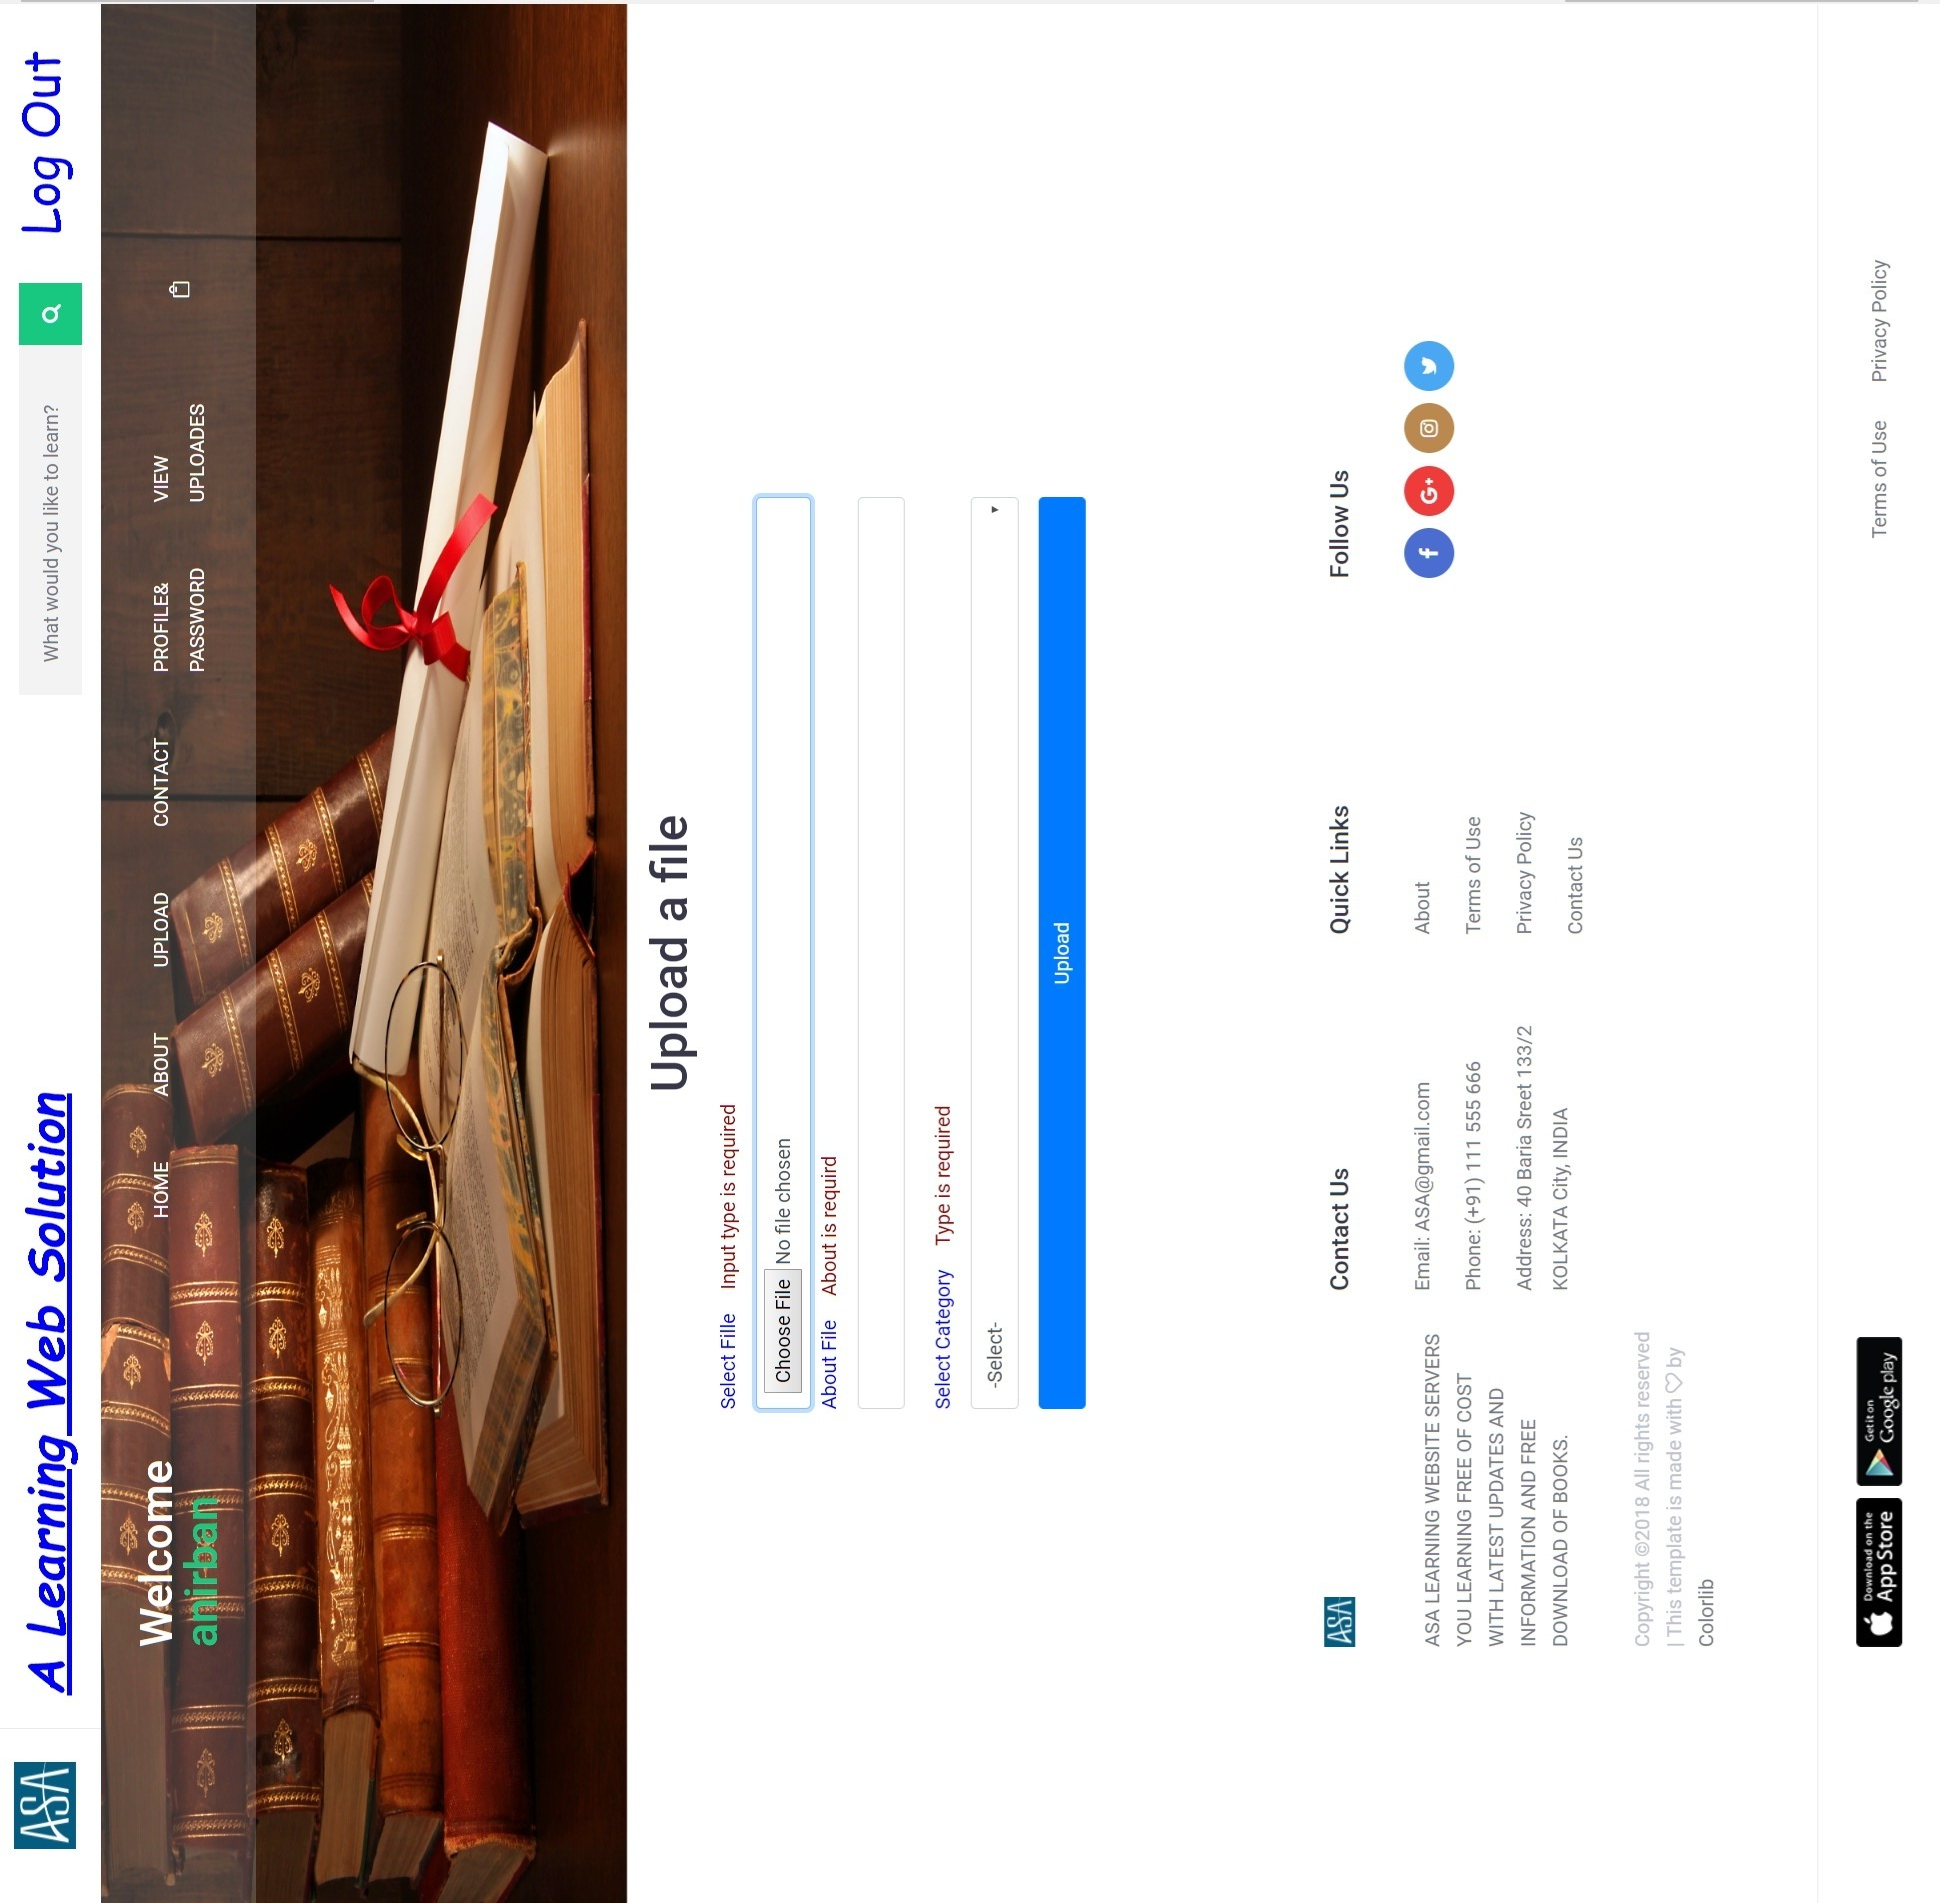 ASA
A Learning Web Solution
What would you like to learn?
Log Out
Welcome
anirban
HOME
ABOUT
UPLOAD
CONTACT
PROFILE&
PASSWORD
VIEW
UPLOADES
Upload a file
Select Fille Input type is required
Choose File No file chosen
About File About is requird
Select Category Type is required
-Select-
Upload
ASA
ASA LEARNING WEBSITE SERVERS
YOU LEARNING FREE OF COST
WITH LATEST UPDATES AND
INFORMATION AND FREE
DOWNLOAD OF BOOKS.
Copyright ©2018 All rights reserved
| This template is made with ♡ by
Colorlib
Contact Us
Email: ASA@gmail.com
Phone: (+91) 111 555 666
Address: 40 Baria Sreet 133/2
KOLKATA City, INDIA
Quick Links
About
Terms of Use
Privacy Policy
Contact Us
Follow Us
f
G+
Download on the
App Store
Get it on
Google play
Terms of Use
Privacy Policy